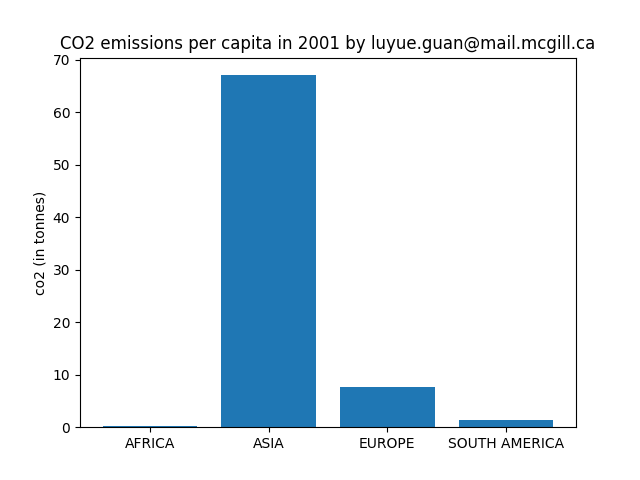 CO2 emissions per capita in 2001 by luyue.guan@mail.mcgill.ca
70
60
50
40
30
20
10
0
co2 (in tonnes)
AFRICA ASIA EUROPE SOUTH AMERICA